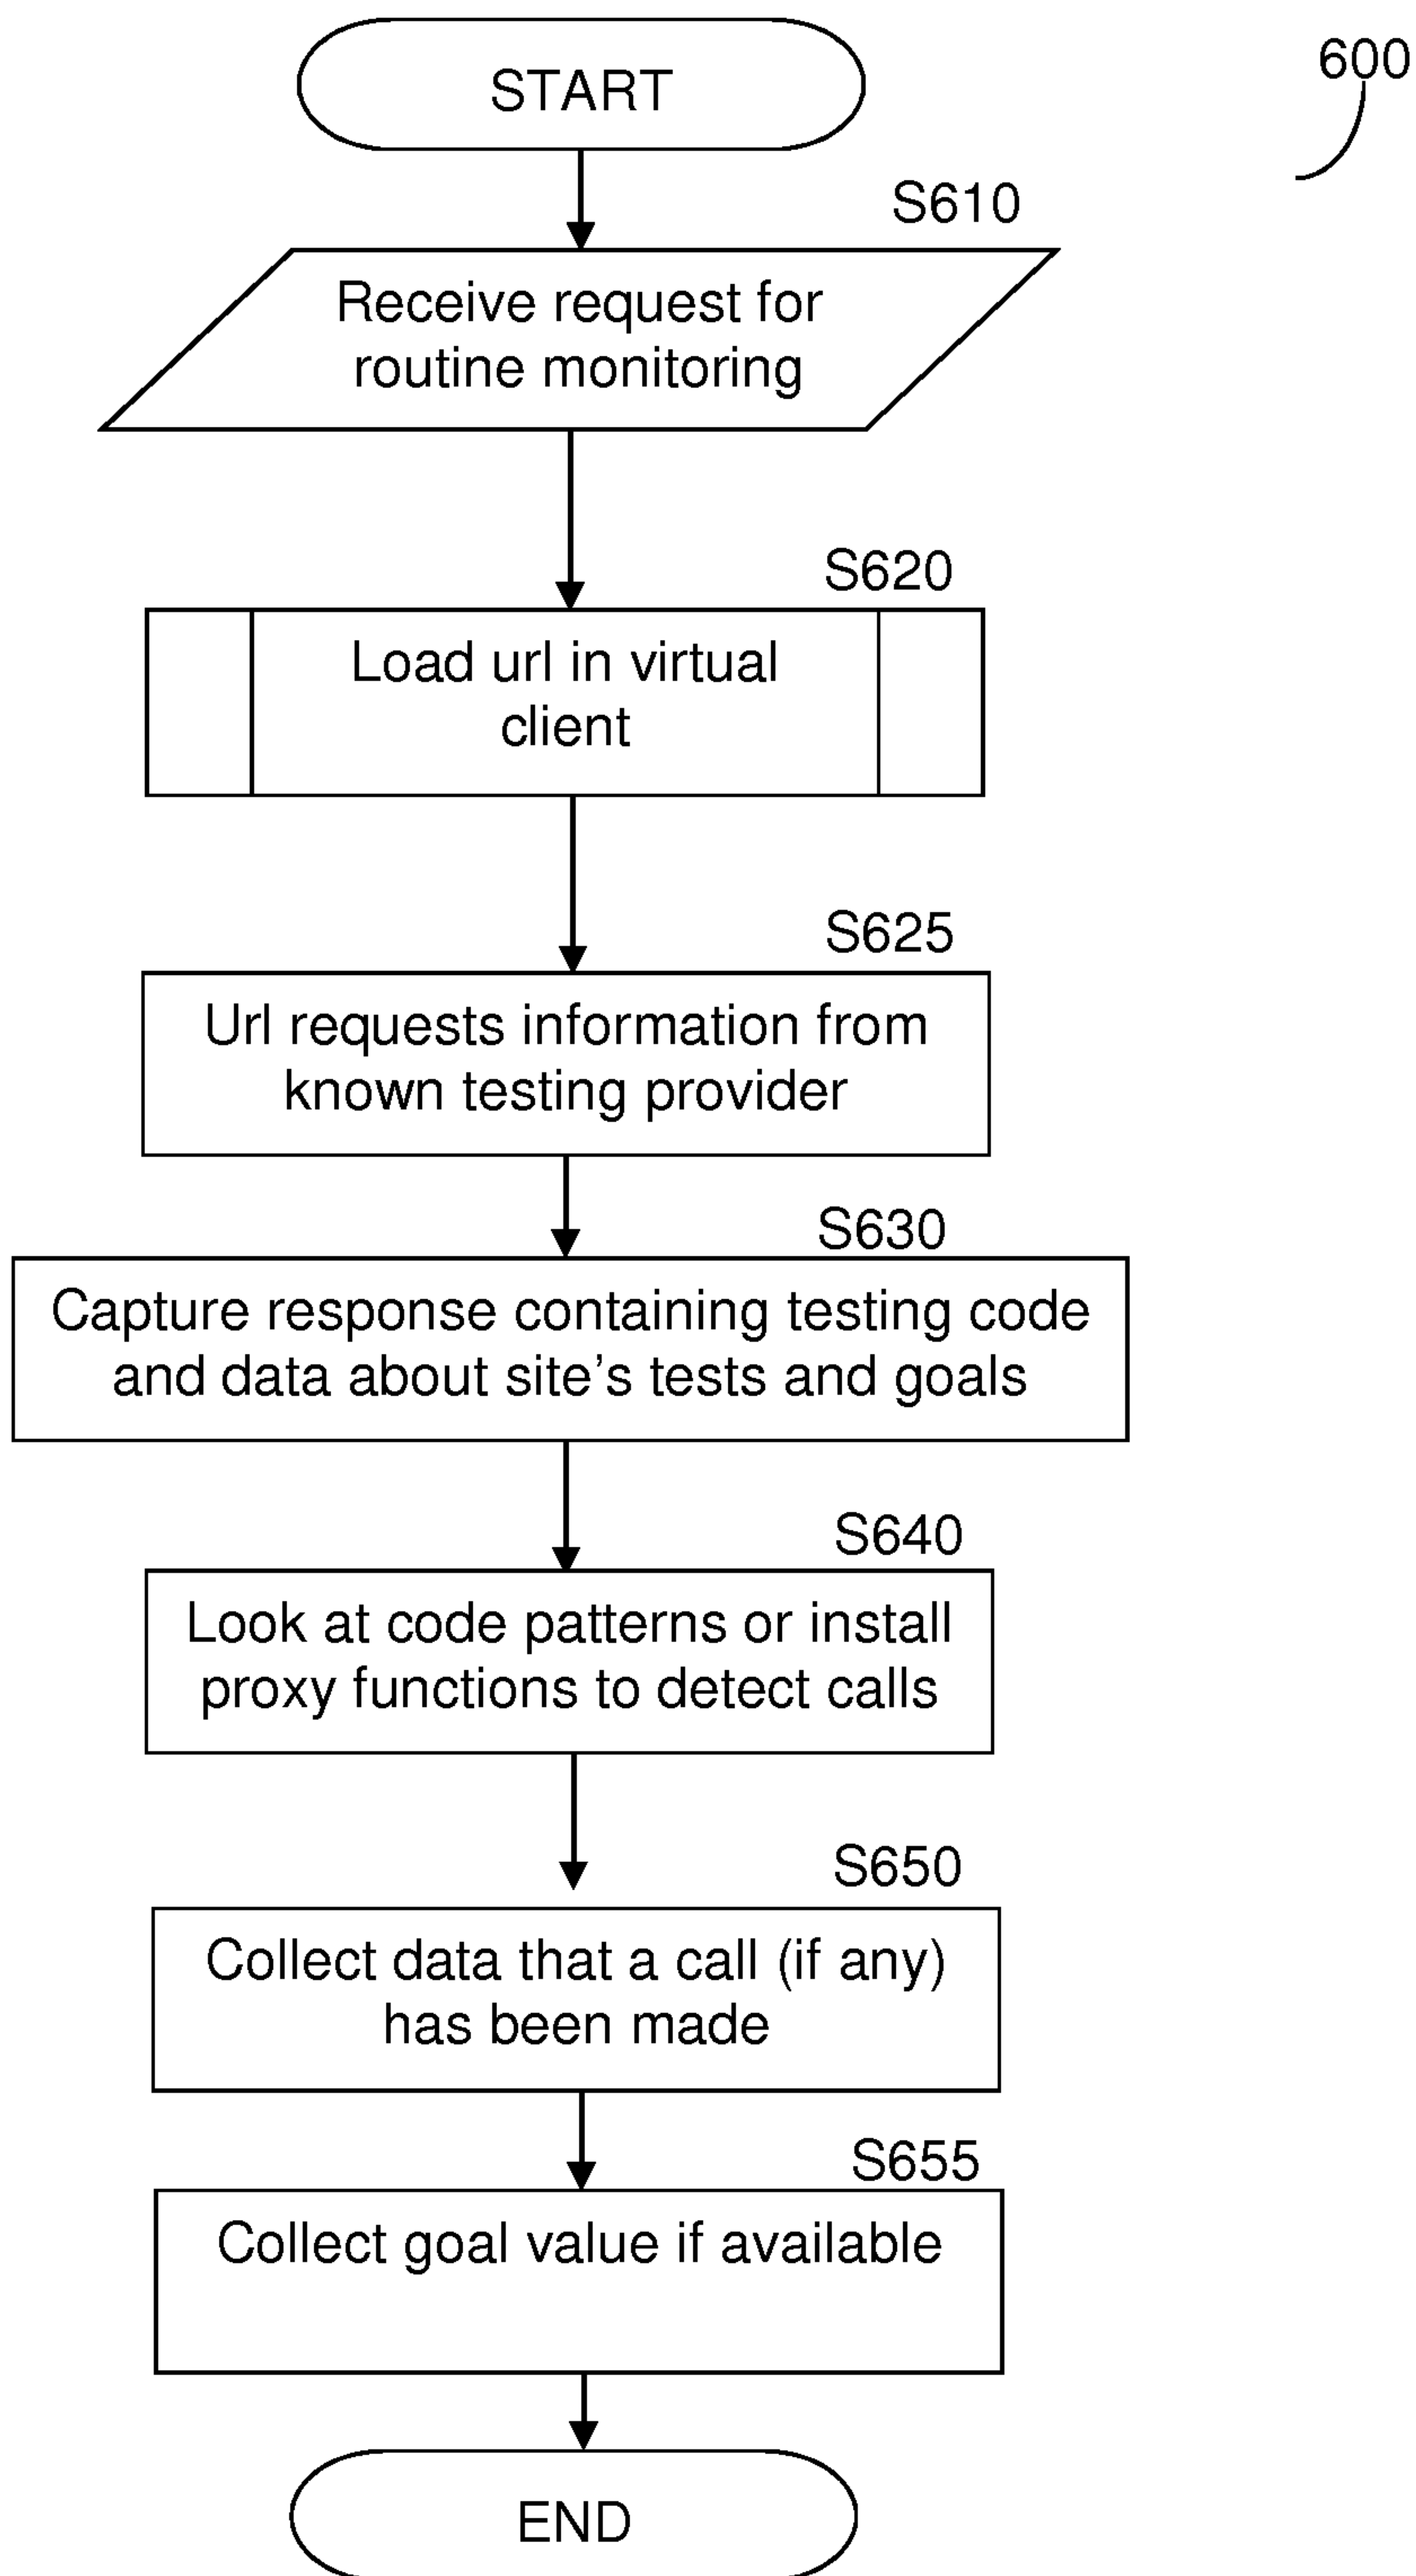 START
600
S610
Receive request for
routine monitoring
S620
Load url in virtual
client
S625
Url requests information from
known testing provider
S630
Capture response containing testing code
and data about site’s tests and goals
S640
Look at code patterns or install
proxy functions to detect calls
S650
Collect data that a call (if any)
has been made
S655
Collect goal value if available
END